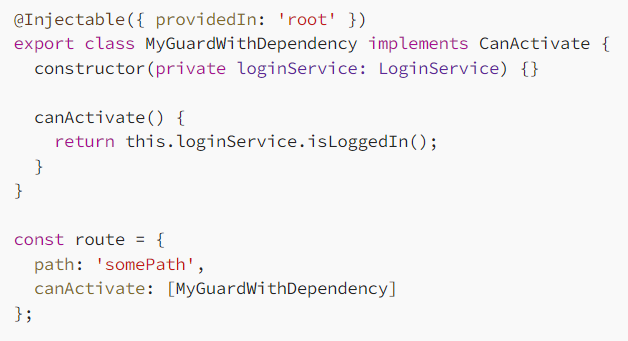 @Injectable({ providedIn: 'root' })
export class MyGuardWithDependency implements CanActivate {
  constructor(private loginService: LoginService) {}

  canActivate() {
    return this.loginService.isLoggedIn();
  }
}

const route = {
  path: 'somePath',
  canActivate: [MyGuardWithDependency]
};